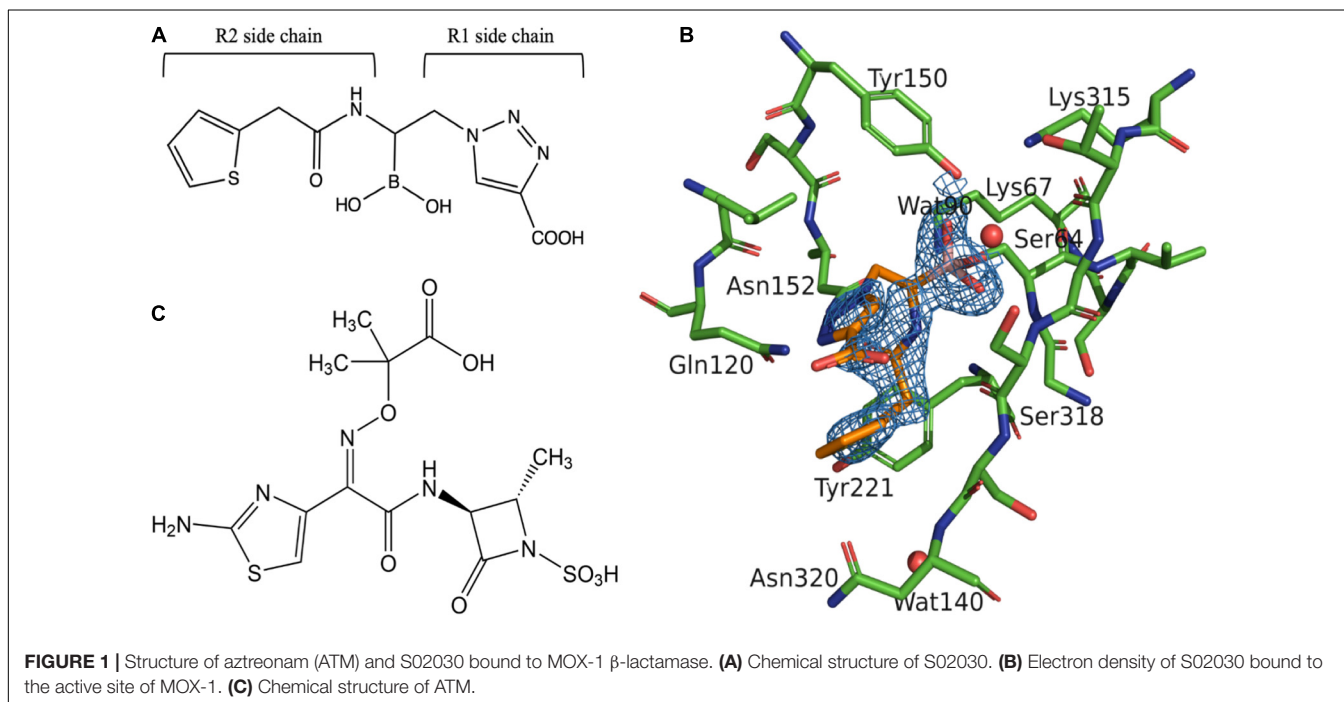 A
R2 side chain
R1 side chain
H
N
N
N
N
S
O
B
HO
OH
COOH
B
Tyr150
Lys315
Lys67
Wat90
Ser64
Asn152
Gln120
Ser318
Tyr221
Asn320
Wat140
C
O
H₃C
H₃C
OH
O
N
H
N
CH₃
N
H₂N
S
O
N
O
SO₃H
FIGURE 1 | Structure of aztreonam (ATM) and S02030 bound to MOX-1 β-lactamase. (A) Chemical structure of S02030. (B) Electron density of S02030 bound to
the active site of MOX-1. (C) Chemical structure of ATM.